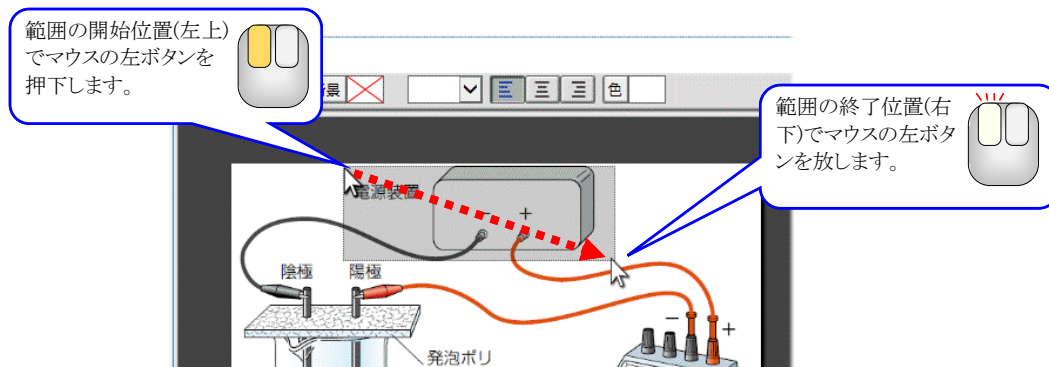 範囲の開始位置(左上)
でマウスの左ボタンを
押下します。
景
色
範囲の終了位置(右
下)でマウスの左ボタ
ンを放します。
電源装置
− +
陰極 陽極
− +
発泡ポリ